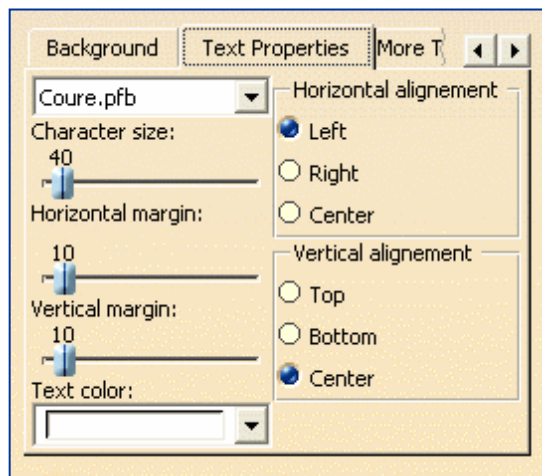 Background Text Properties More T
Coure.pfb
Character size:
40
Horizontal margin:
10
Vertical margin:
10
Text color:
Horizontal alignement
Left
Right
Center
Vertical alignement
Top
Bottom
Center